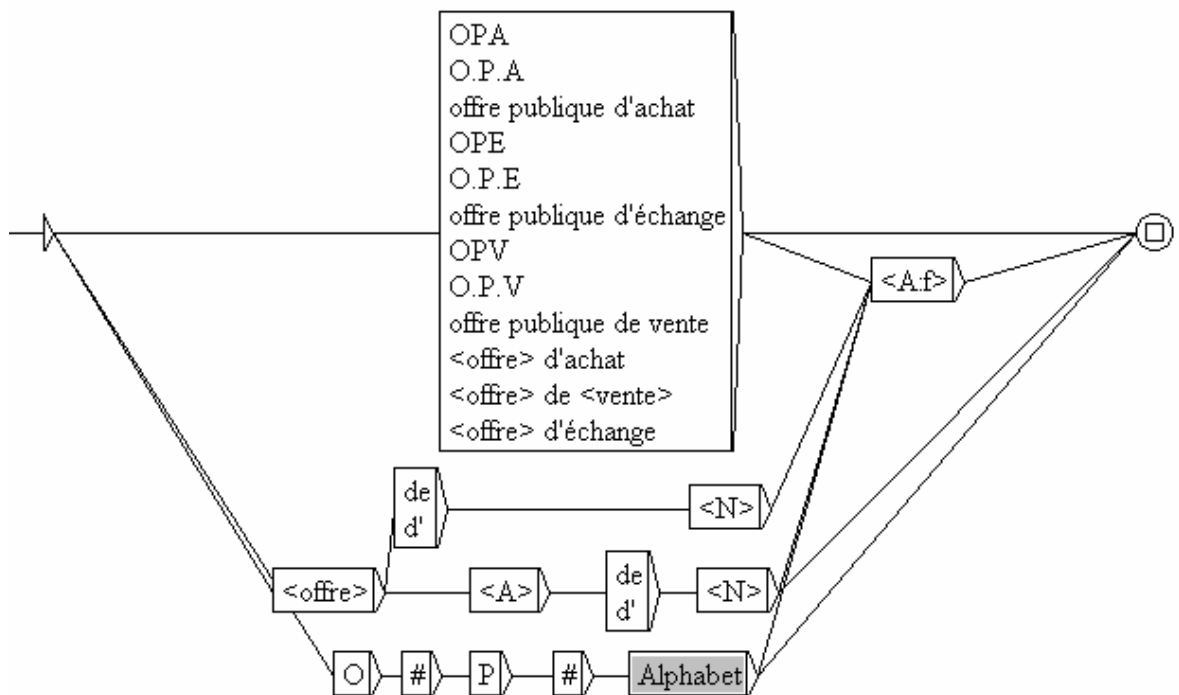 OPA
O.P.A
offre publique d'achat
OPE
O.P.E
offre publique d'échange
OPV
O.P.V
offre publique de vente
<offre> d'achat
<offre> de <vente>
<offre> d'échange
<A:f>
de
d'
<N>
<offre>
<A>
de
d'
<N>
O
#
P
#
Alphabet